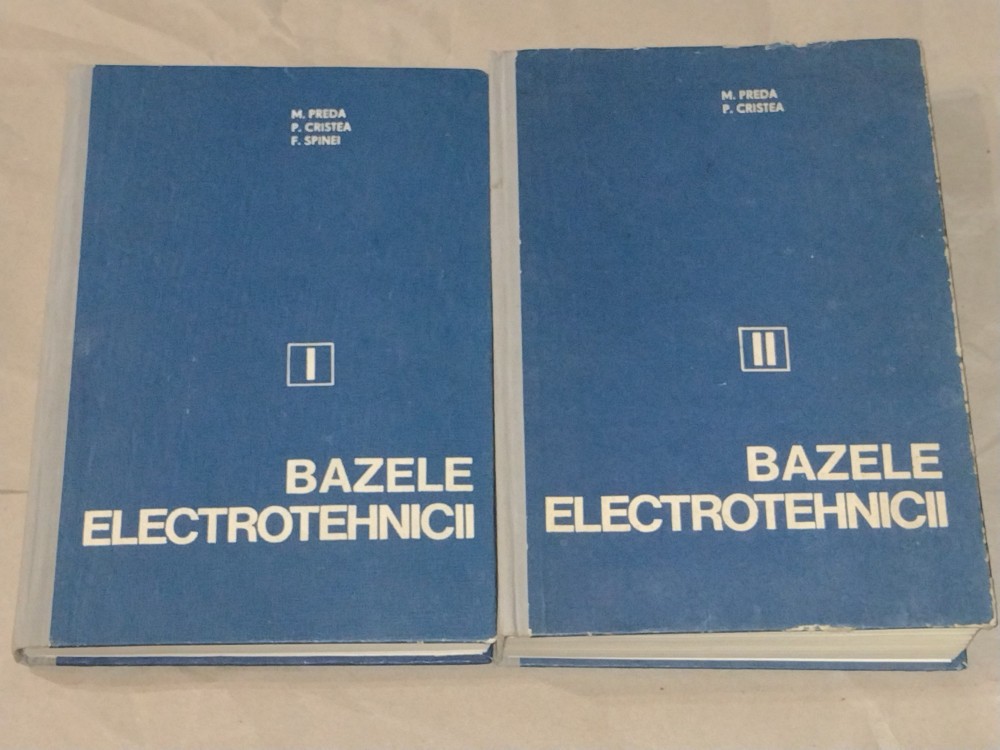 M. PREDA
P. CRISTEA
F. SPINEI
I
BAZELE
ELECTROTEHNICII
M. PREDA
P. CRISTEA
II
BAZELE
ELECTROTEHNICII